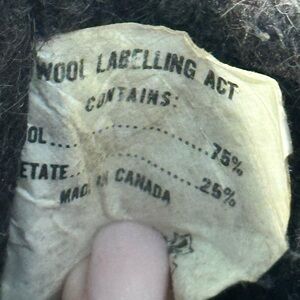 WOOL LABELLING ACT
CONTAINS:
OL.................75%
ETATE..............25%
MADE IN CANADA